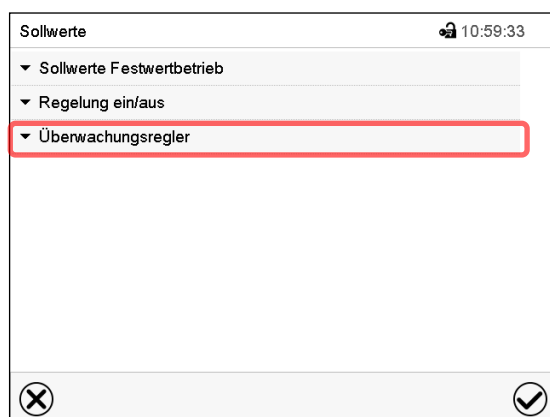 Sollwerte 10:59:33
Sollwerte Festwertbetrieb
Regelung ein/aus
Überwachungsregler